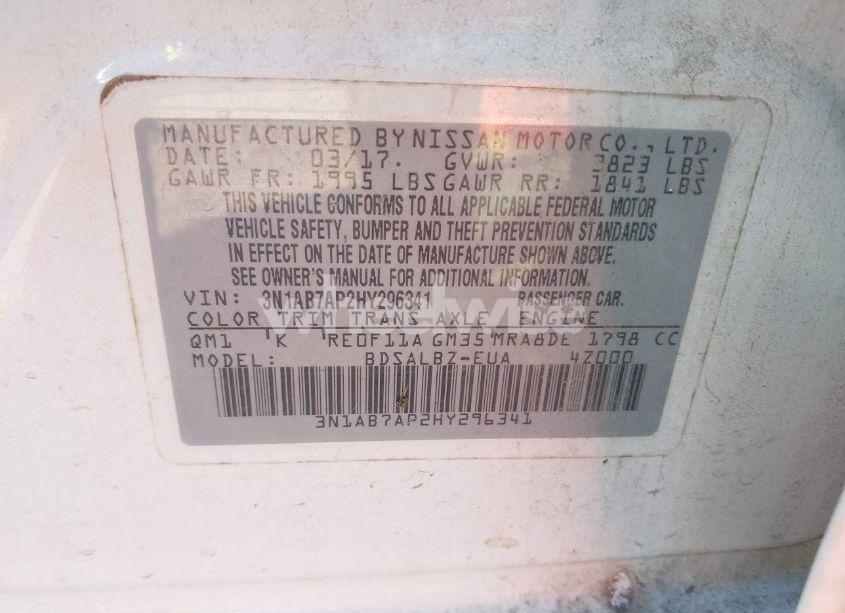 MANUFACTURED BY NISSAN MOTOR CO., LTD.
DATE: 03/17. GVWR: 3823 LBS
GAWR FR: 1995 LBS GAWR RR: 1841 LBS
THIS VEHICLE CONFORMS TO ALL APPLICABLE FEDERAL MOTOR
VEHICLE SAFETY, BUMPER AND THEFT PREVENTION STANDARDS
IN EFFECT ON THE DATE OF MANUFACTURE SHOWN ABOVE.
SEE OWNER'S MANUAL FOR ADDITIONAL INFORMATION.
VIN: 3N1AB7AP2HY296341 PASSENGER CAR.
COLOR TRIM TRANS AXLE ENGINE
QM1 K RE0F11A GM35 MRA8DE 1798 CC
MODEL: BDSALBZ-EUA 4Z000
3N1AB7AP2HY296341